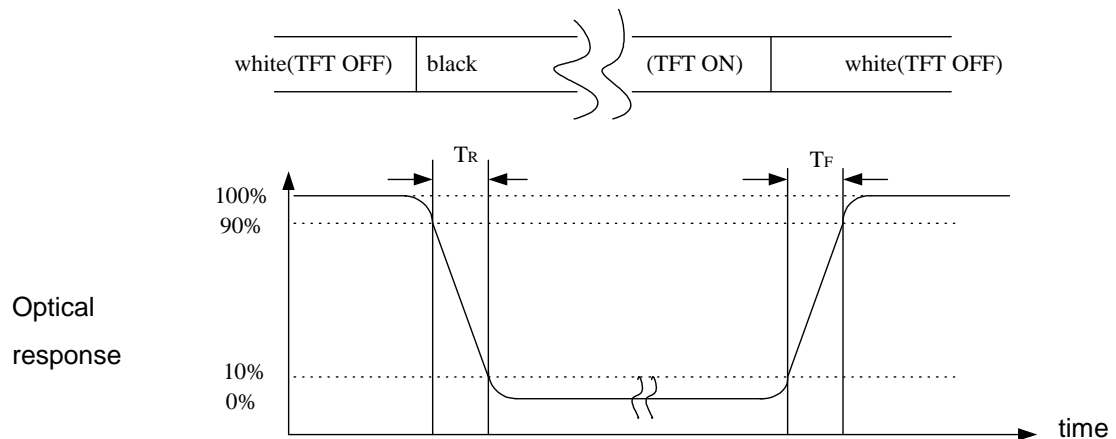 white(TFT OFF) black (TFT ON) white(TFT OFF)
TR TF
100%
90%
Optical
response
10%
0%
time